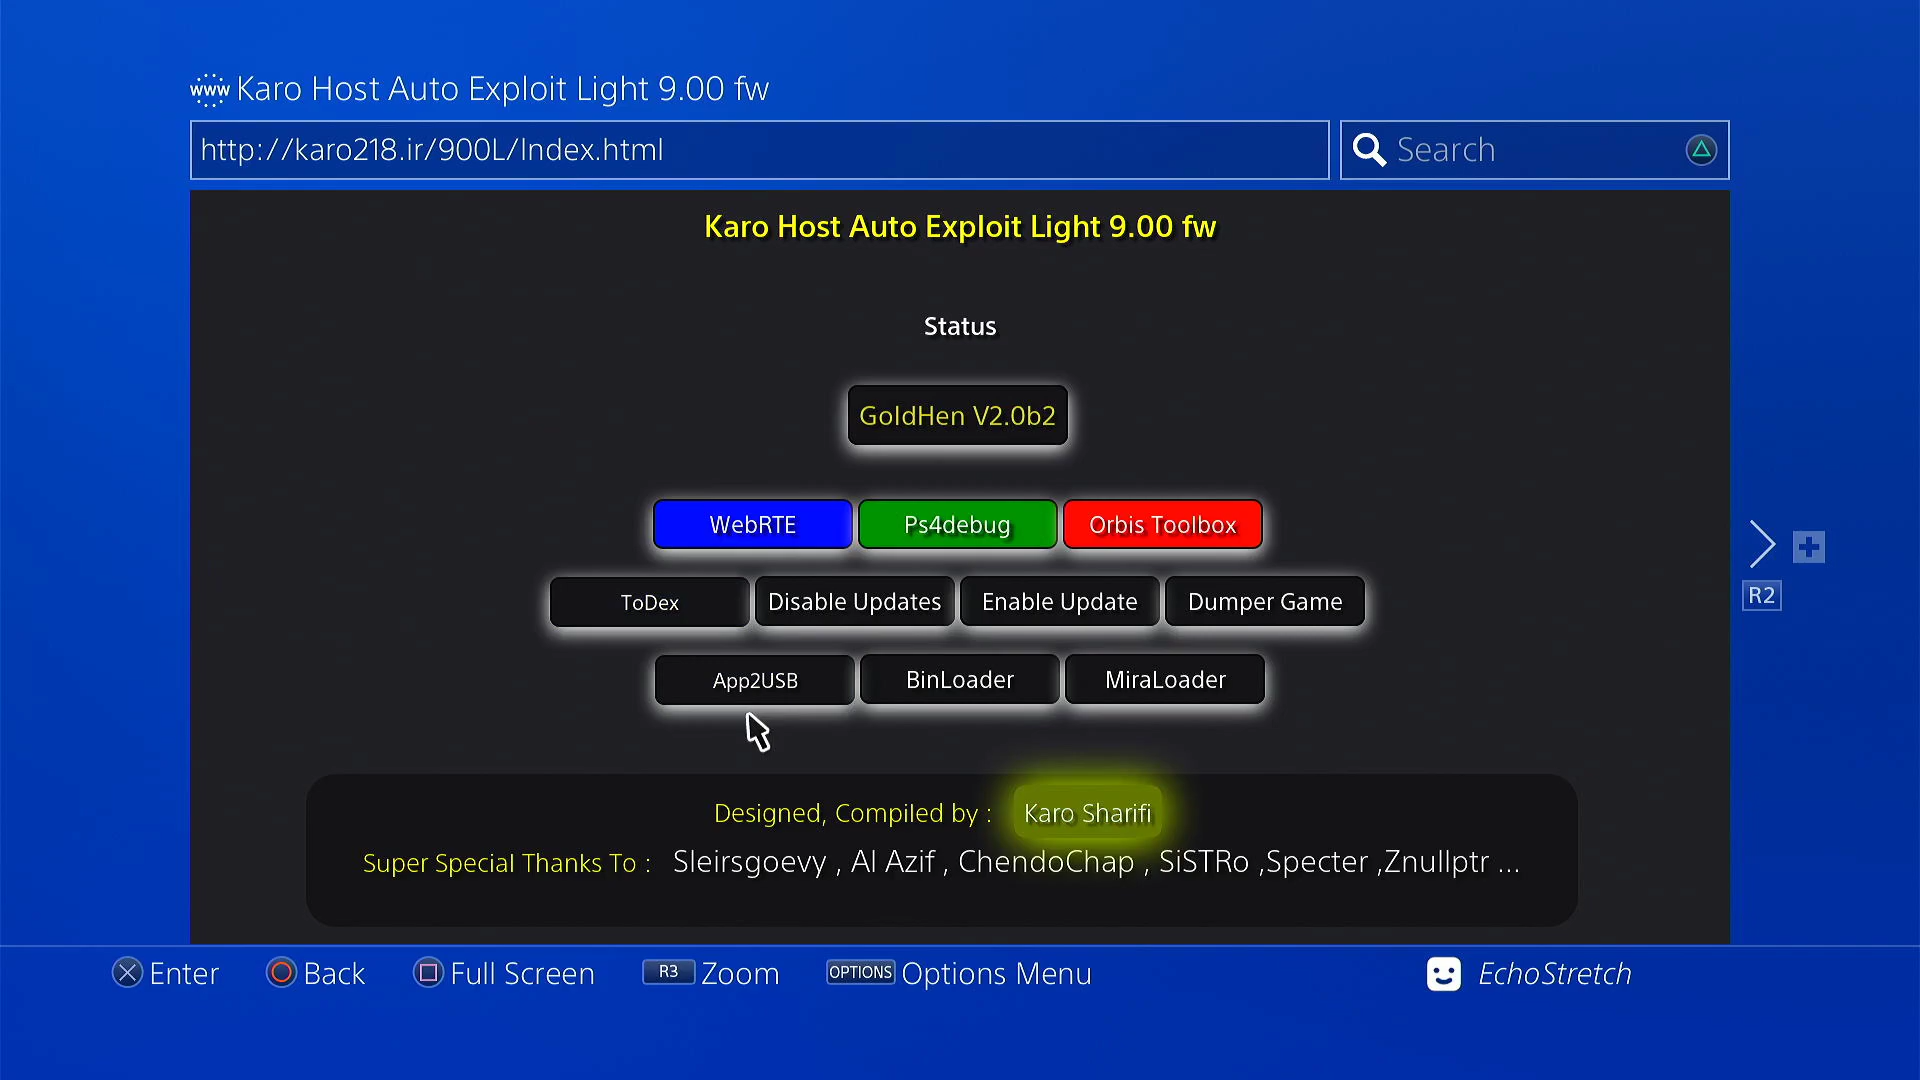 www Karo Host Auto Exploit Light 9.00 fw
http://karo218.ir/900L/Index.html Search
Karo Host Auto Exploit Light 9.00 fw
Status
GoldHen V2.0b2
WebRTE Ps4debug Orbis Toolbox
ToDex Disable Updates Enable Update Dumper Game
App2USB BinLoader MiraLoader
R2
Designed, Compiled by : Karo Sharifi
Super Special Thanks To : Sleirsgoevy , Al Azif , ChendoChap , SiSTRo ,Specter ,Znullptr ...
Enter Back Full Screen R3 Zoom OPTIONS Options Menu EchoStretch